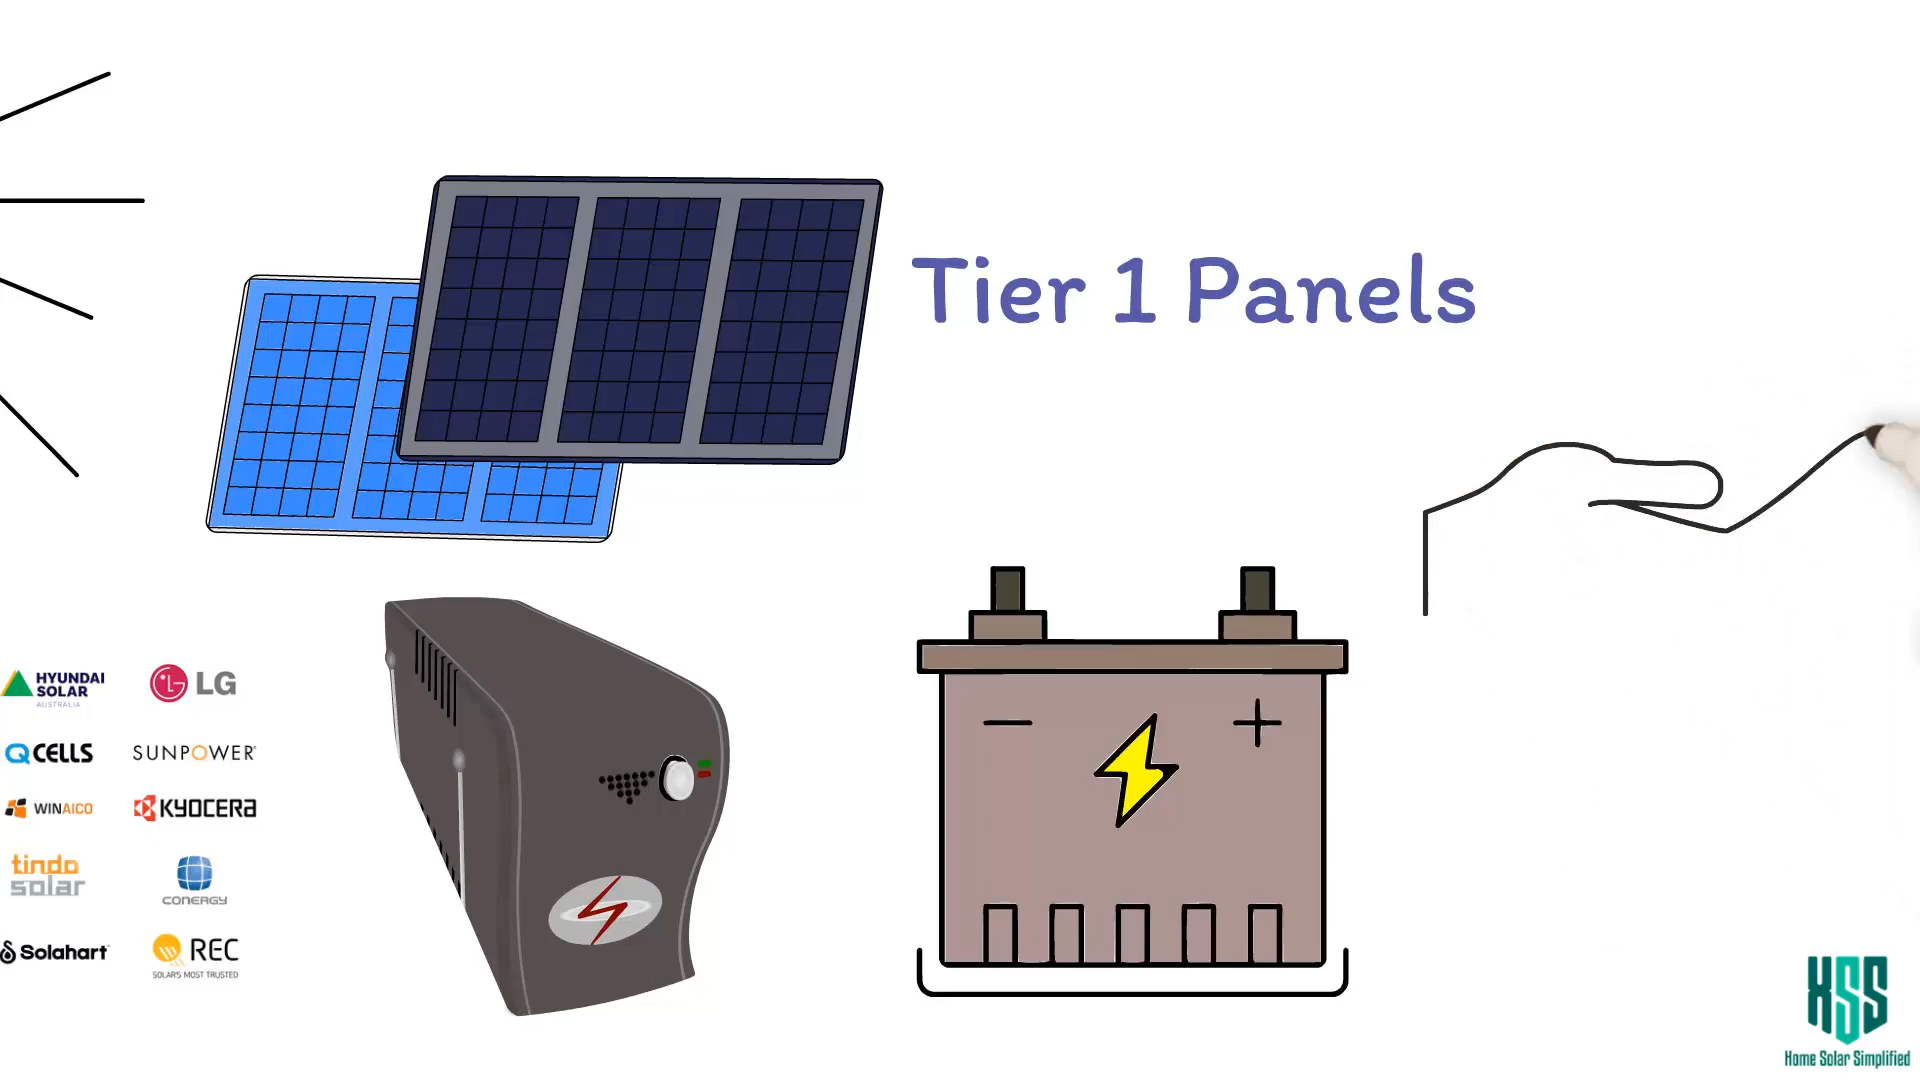 Tier 1 Panels
HYUNDAI
SOLAR
AUSTRALIA
LG
LG
Q CELLS
SUNPOWER
WINAICO
KYOCERA
tindo
solar
CONERGY
Solahart
REC
SOLAR'S MOST TRUSTED
HSS
Home Solar Simplified